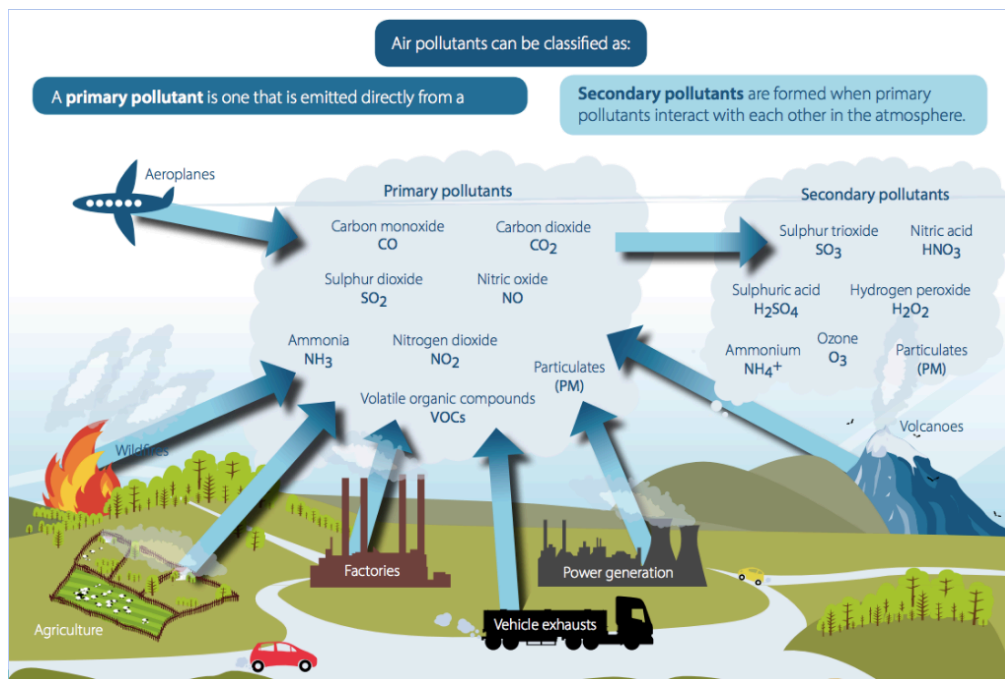 Air pollutants can be classified as:
A primary pollutant is one that is emitted directly from a
Secondary pollutants are formed when primary
pollutants interact with each other in the atmosphere.
Aeroplanes
Primary pollutants
Carbon monoxide
CO
Carbon dioxide
CO₂
Sulphur dioxide
SO₂
Nitric oxide
NO
Ammonia
NH₃
Nitrogen dioxide
NO₂
Particulates
(PM)
Volatile organic compounds
VOCs
Secondary pollutants
Sulphur trioxide
SO₃
Nitric acid
HNO₃
Sulphuric acid
H₂SO₄
Hydrogen peroxide
H₂O₂
Ammonium
NH₄⁺
Ozone
O₃
Particulates
(PM)
Wildfires
Volcanoes
Factories
Power generation
Agriculture
Vehicle exhausts